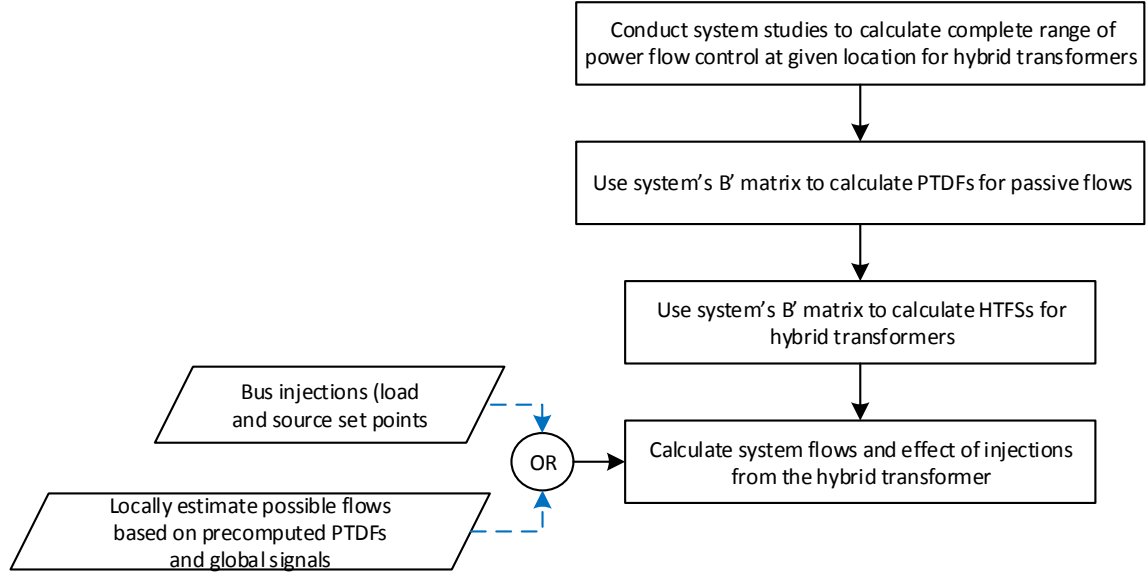 Conduct system studies to calculate complete range of
power flow control at given location for hybrid transformers
Use system’s B’ matrix to calculate PTDFs for passive flows
Use system’s B’ matrix to calculate HTFSs for
hybrid transformers
Bus injections (load
and source set points
OR
Calculate system flows and effect of injections
from the hybrid transformer
Locally estimate possible flows
based on precomputed PTDFs
and global signals